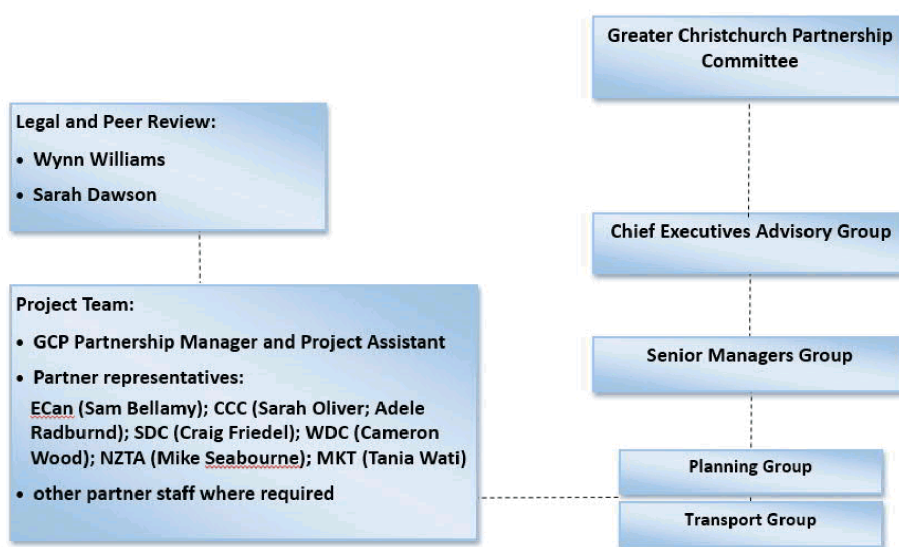 Greater Christchurch Partnership
Committee
Legal and Peer Review:
• Wynn Williams
• Sarah Dawson
Chief Executives Advisory Group
Project Team:
• GCP Partnership Manager and Project Assistant
• Partner representatives:
ECan (Sam Bellamy); CCC (Sarah Oliver; Adele
Radburnd); SDC (Craig Friedel); WDC (Cameron
Wood); NZTA (Mike Seabourne); MKT (Tania Wati)
• other partner staff where required
Senior Managers Group
Planning Group
Transport Group